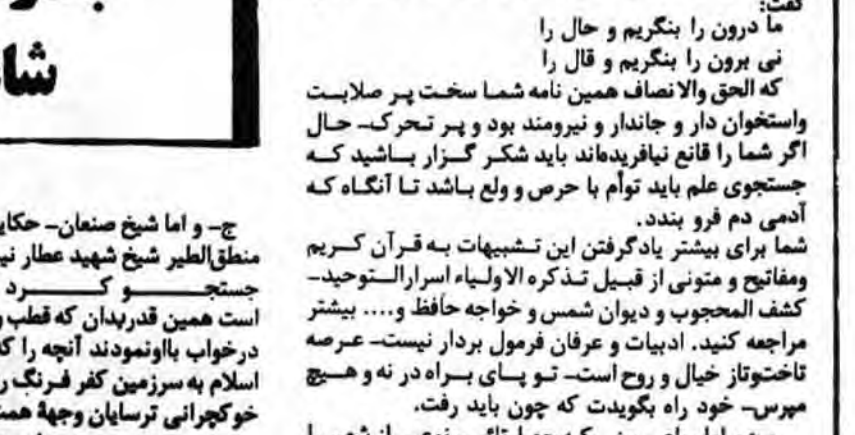 گفت:
ما درون را بنگریم و حال را
نی برون را بنگریم و قال را
که الحق والانصاف همین نامه شما سخت پر صلابت
واستخوان دار و جاندار و نیرومند بود و پر تحرک- حال
اگر شما را قانع نیافریده‌اند باید شکر گزار باشید که
جستجوی علم باید توأم با حرص و ولع باشد تا آنگاه که
آدمی دم فرو بندد.
شما برای بیشتر یادگرفتن این تشبیهات به قرآن کریم
ومفاتیح و متونی از قبیل تذکره الاولیاء اسرارالتوحید-
کشف المحجوب و دیوان شمس و خواجه حافظ و.... بیشتر
مراجعه کنید. ادبیات و عرفان فرمول بردار نیست- عرصه
تاخت‌وتاز خیال و روح است- تو پای براه در نه و هیچ
مپرس- خود راه بگویدت که چون باید رفت.
شا
ج- و اما شیخ صنعان- حکای
منطق‌الطیر شیخ شهید عطار نی
جستجو کرد
است همین قدربدان که قطب و
درخواب بااونمودند آنچه را که
اسلام به سرزمین کفر فرنگ ر
خوکچرانی ترسایان وجههٔ همت